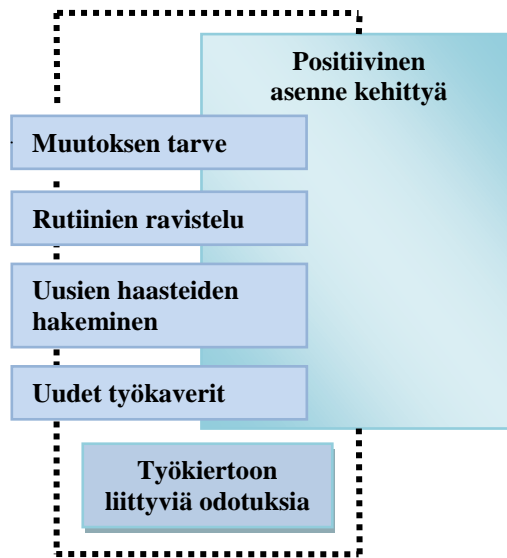 Positiivinen
asenne kehittyä
Muutoksen tarve
Rutiinien ravistelu
Uusien haasteiden
hakeminen
Uudet työkaverit
Työkiertoon
liittyviä odotuksia